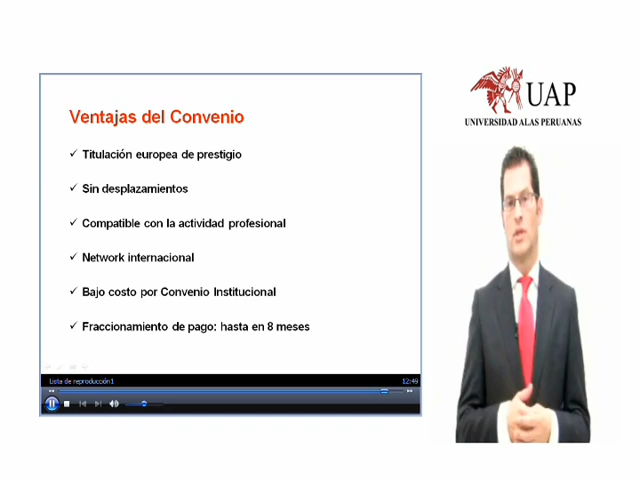 Ventajas del Convenio
✓ Titulación europea de prestigio
✓ Sin desplazamientos
✓ Compatible con la actividad profesional
✓ Network internacional
✓ Bajo costo por Convenio Institucional
✓ Fraccionamiento de pago: hasta en 8 meses
Lista de reproducción1
12:49
UAP
UNIVERSIDAD ALAS PERUANAS